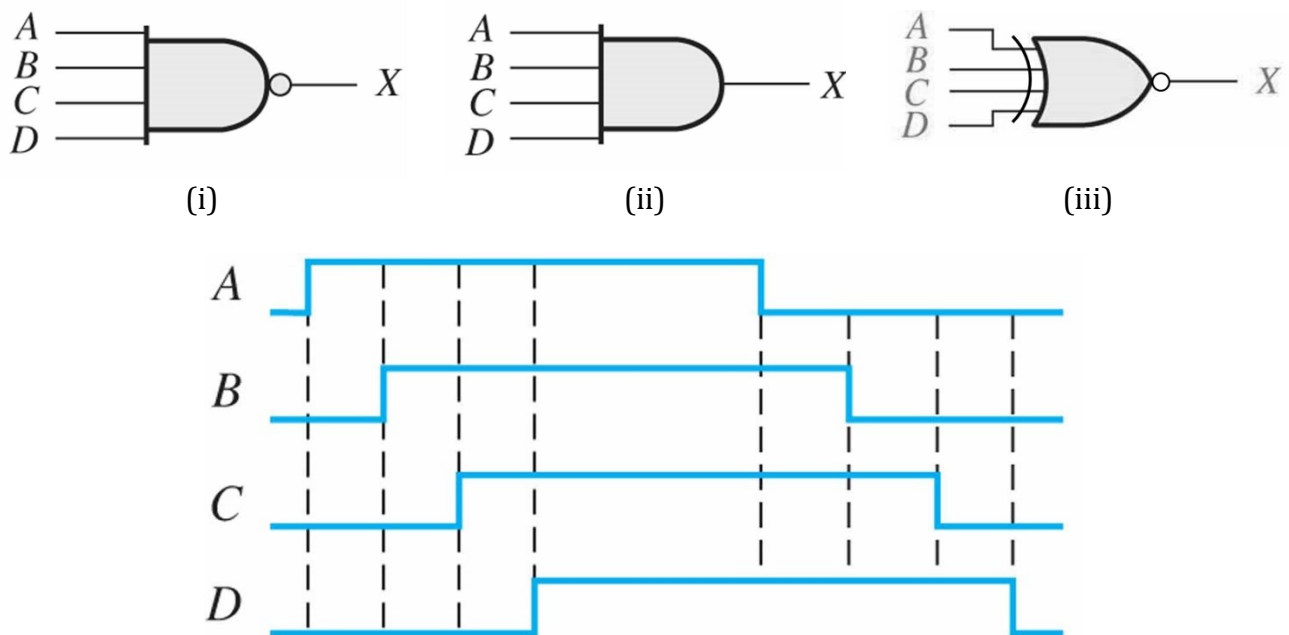 A A A
B X B X B X
C C C
D D D
(i) (ii) (iii)
A
B
C
D